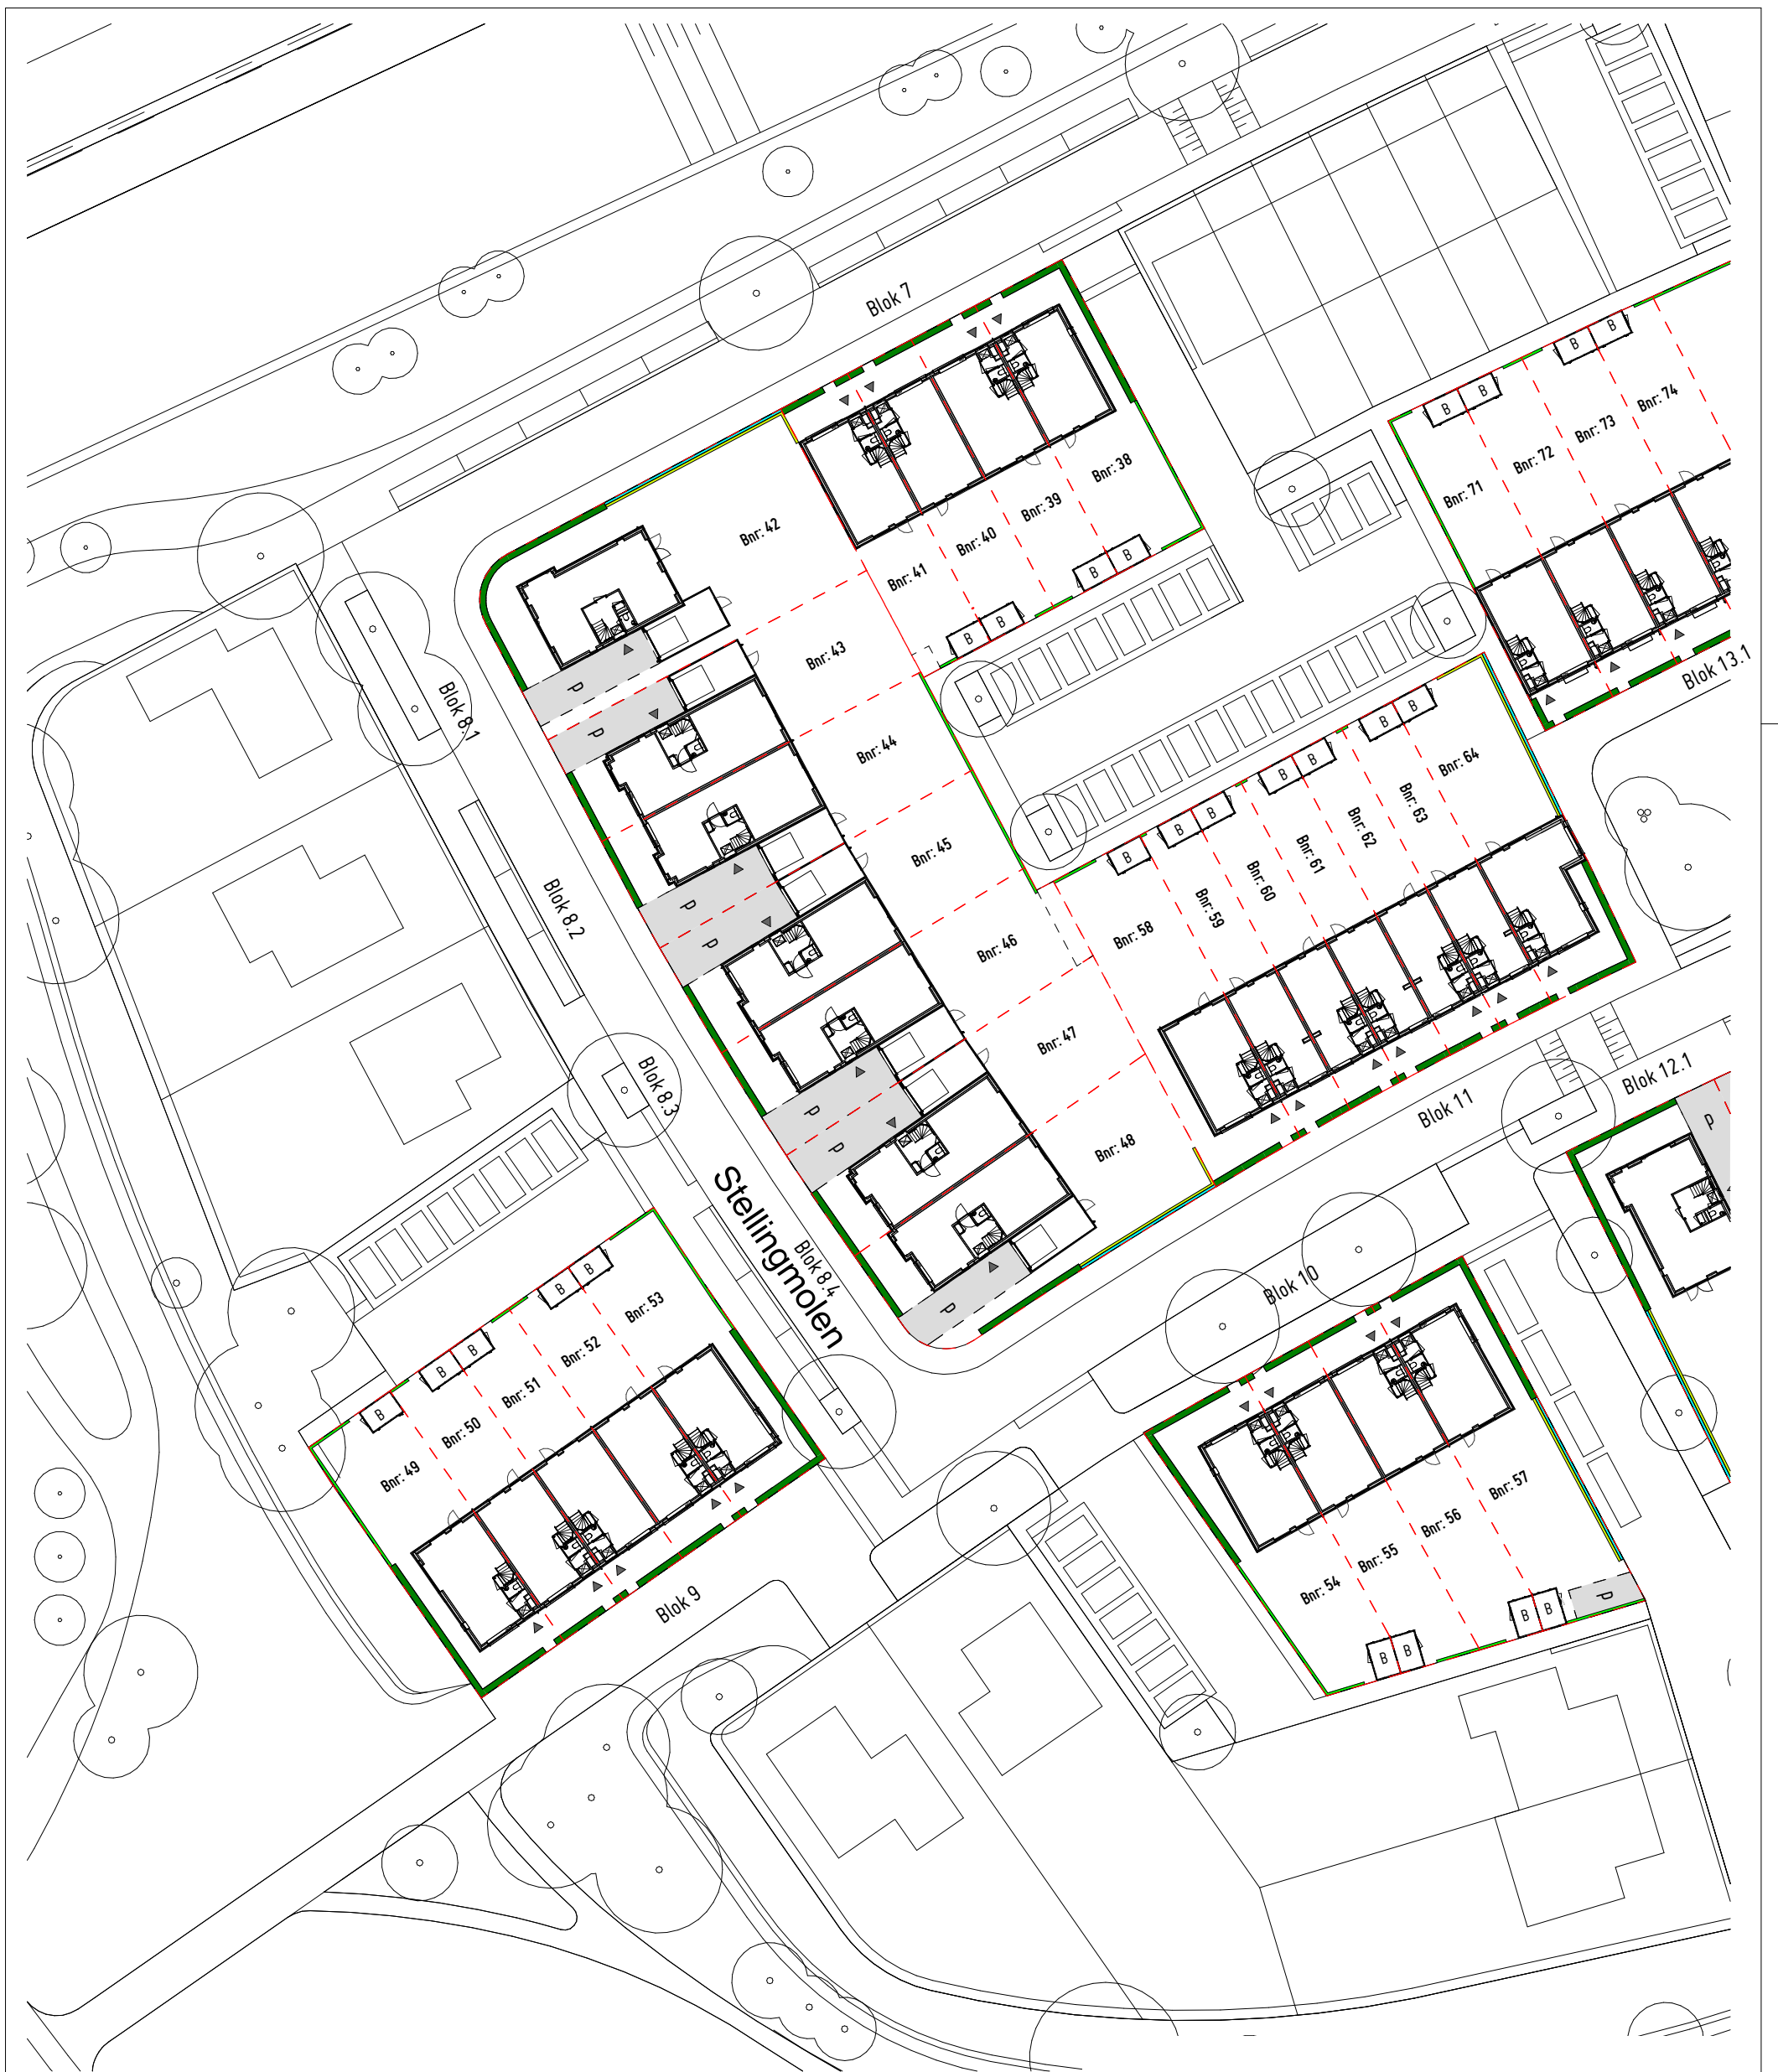 Blok 7
Bnr: 42
Bnr: 41
Bnr: 40
Bnr: 39
Bnr: 38
B
B
B
B
Bnr: 71
Bnr: 72
Bnr: 73
Bnr: 74
B
B
B
B
Blok 13.1
Blok 8.1
P
P
Bnr: 43
Bnr: 44
Blok 8.2
P
P
Bnr: 45
Bnr: 46
Blok 8.3
P
P
Bnr: 47
Bnr: 48
Blok 8.4
P
Stellingmolen
B
B
B
B
B
B
B
Bnr: 58
Bnr: 59
Bnr: 60
Bnr: 61
Bnr: 62
Bnr: 63
Bnr: 64
Blok 11
Blok 12.1
P
B
B
B
B
B
Bnr: 49
Bnr: 50
Bnr: 51
Bnr: 52
Bnr: 53
Blok 9
Blok 10
Bnr: 54
Bnr: 55
Bnr: 56
Bnr: 57
B
B
B
B
P